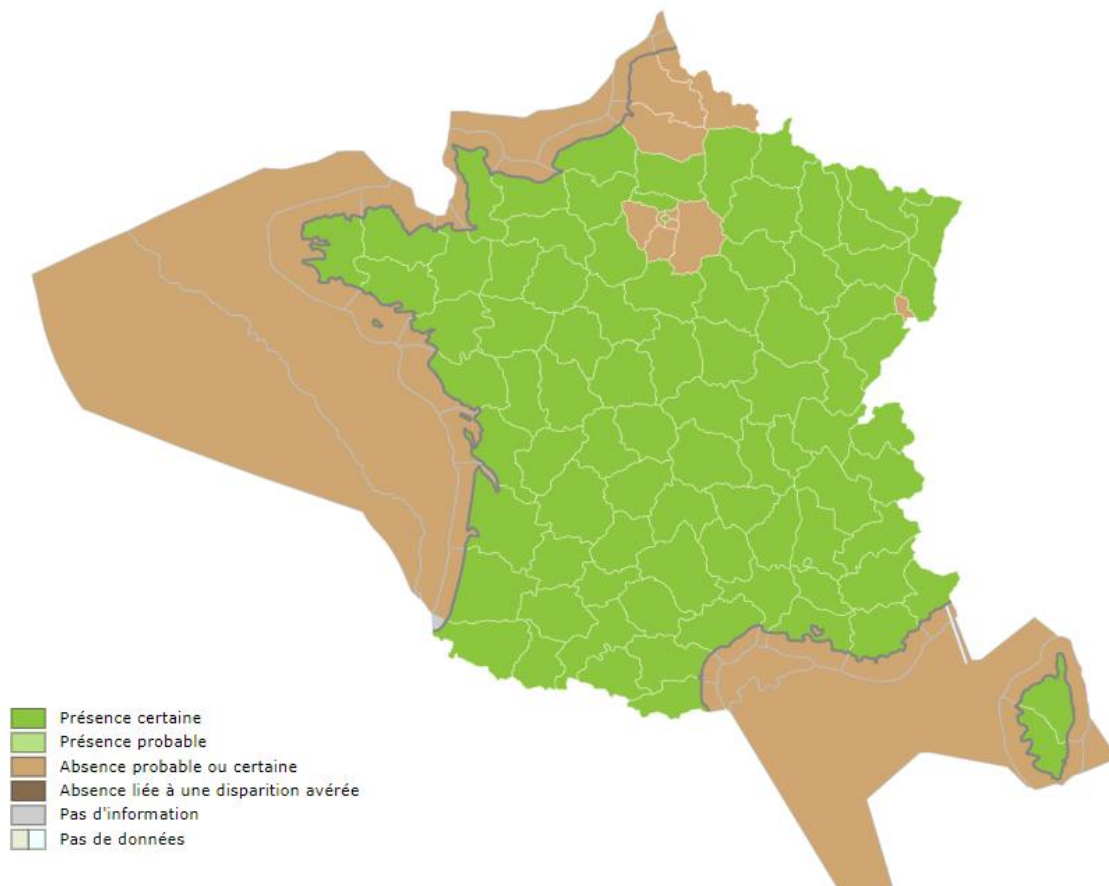 Présence certaine
Présence probable
Absence probable ou certaine
Absence liée à une disparition avérée
Pas d'information
Pas de données